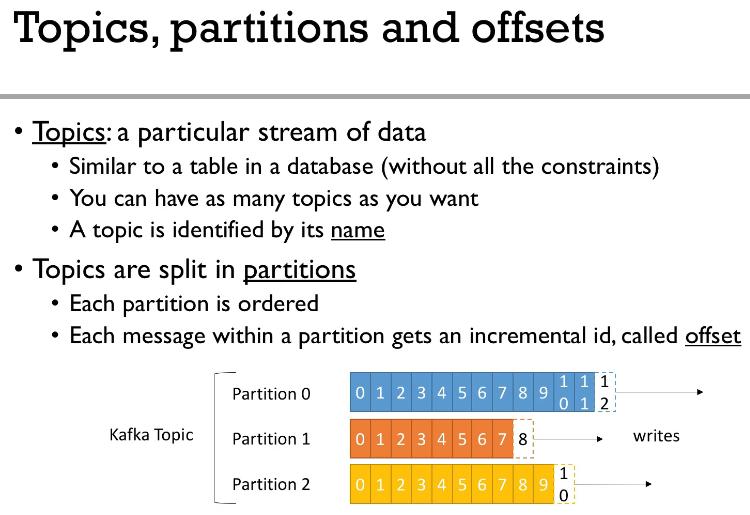 Topics, partitions and offsets
• Topics: a particular stream of data
• Similar to a table in a database (without all the constraints)
• You can have as many topics as you want
• A topic is identified by its name
• Topics are split in partitions
• Each partition is ordered
• Each message within a partition gets an incremental id, called offset
Kafka Topic
Partition 0
0 1 2 3 4 5 6 7 8 9 10 11 12
Partition 1
0 1 2 3 4 5 6 7 8
writes
Partition 2
0 1 2 3 4 5 6 7 8 9 10